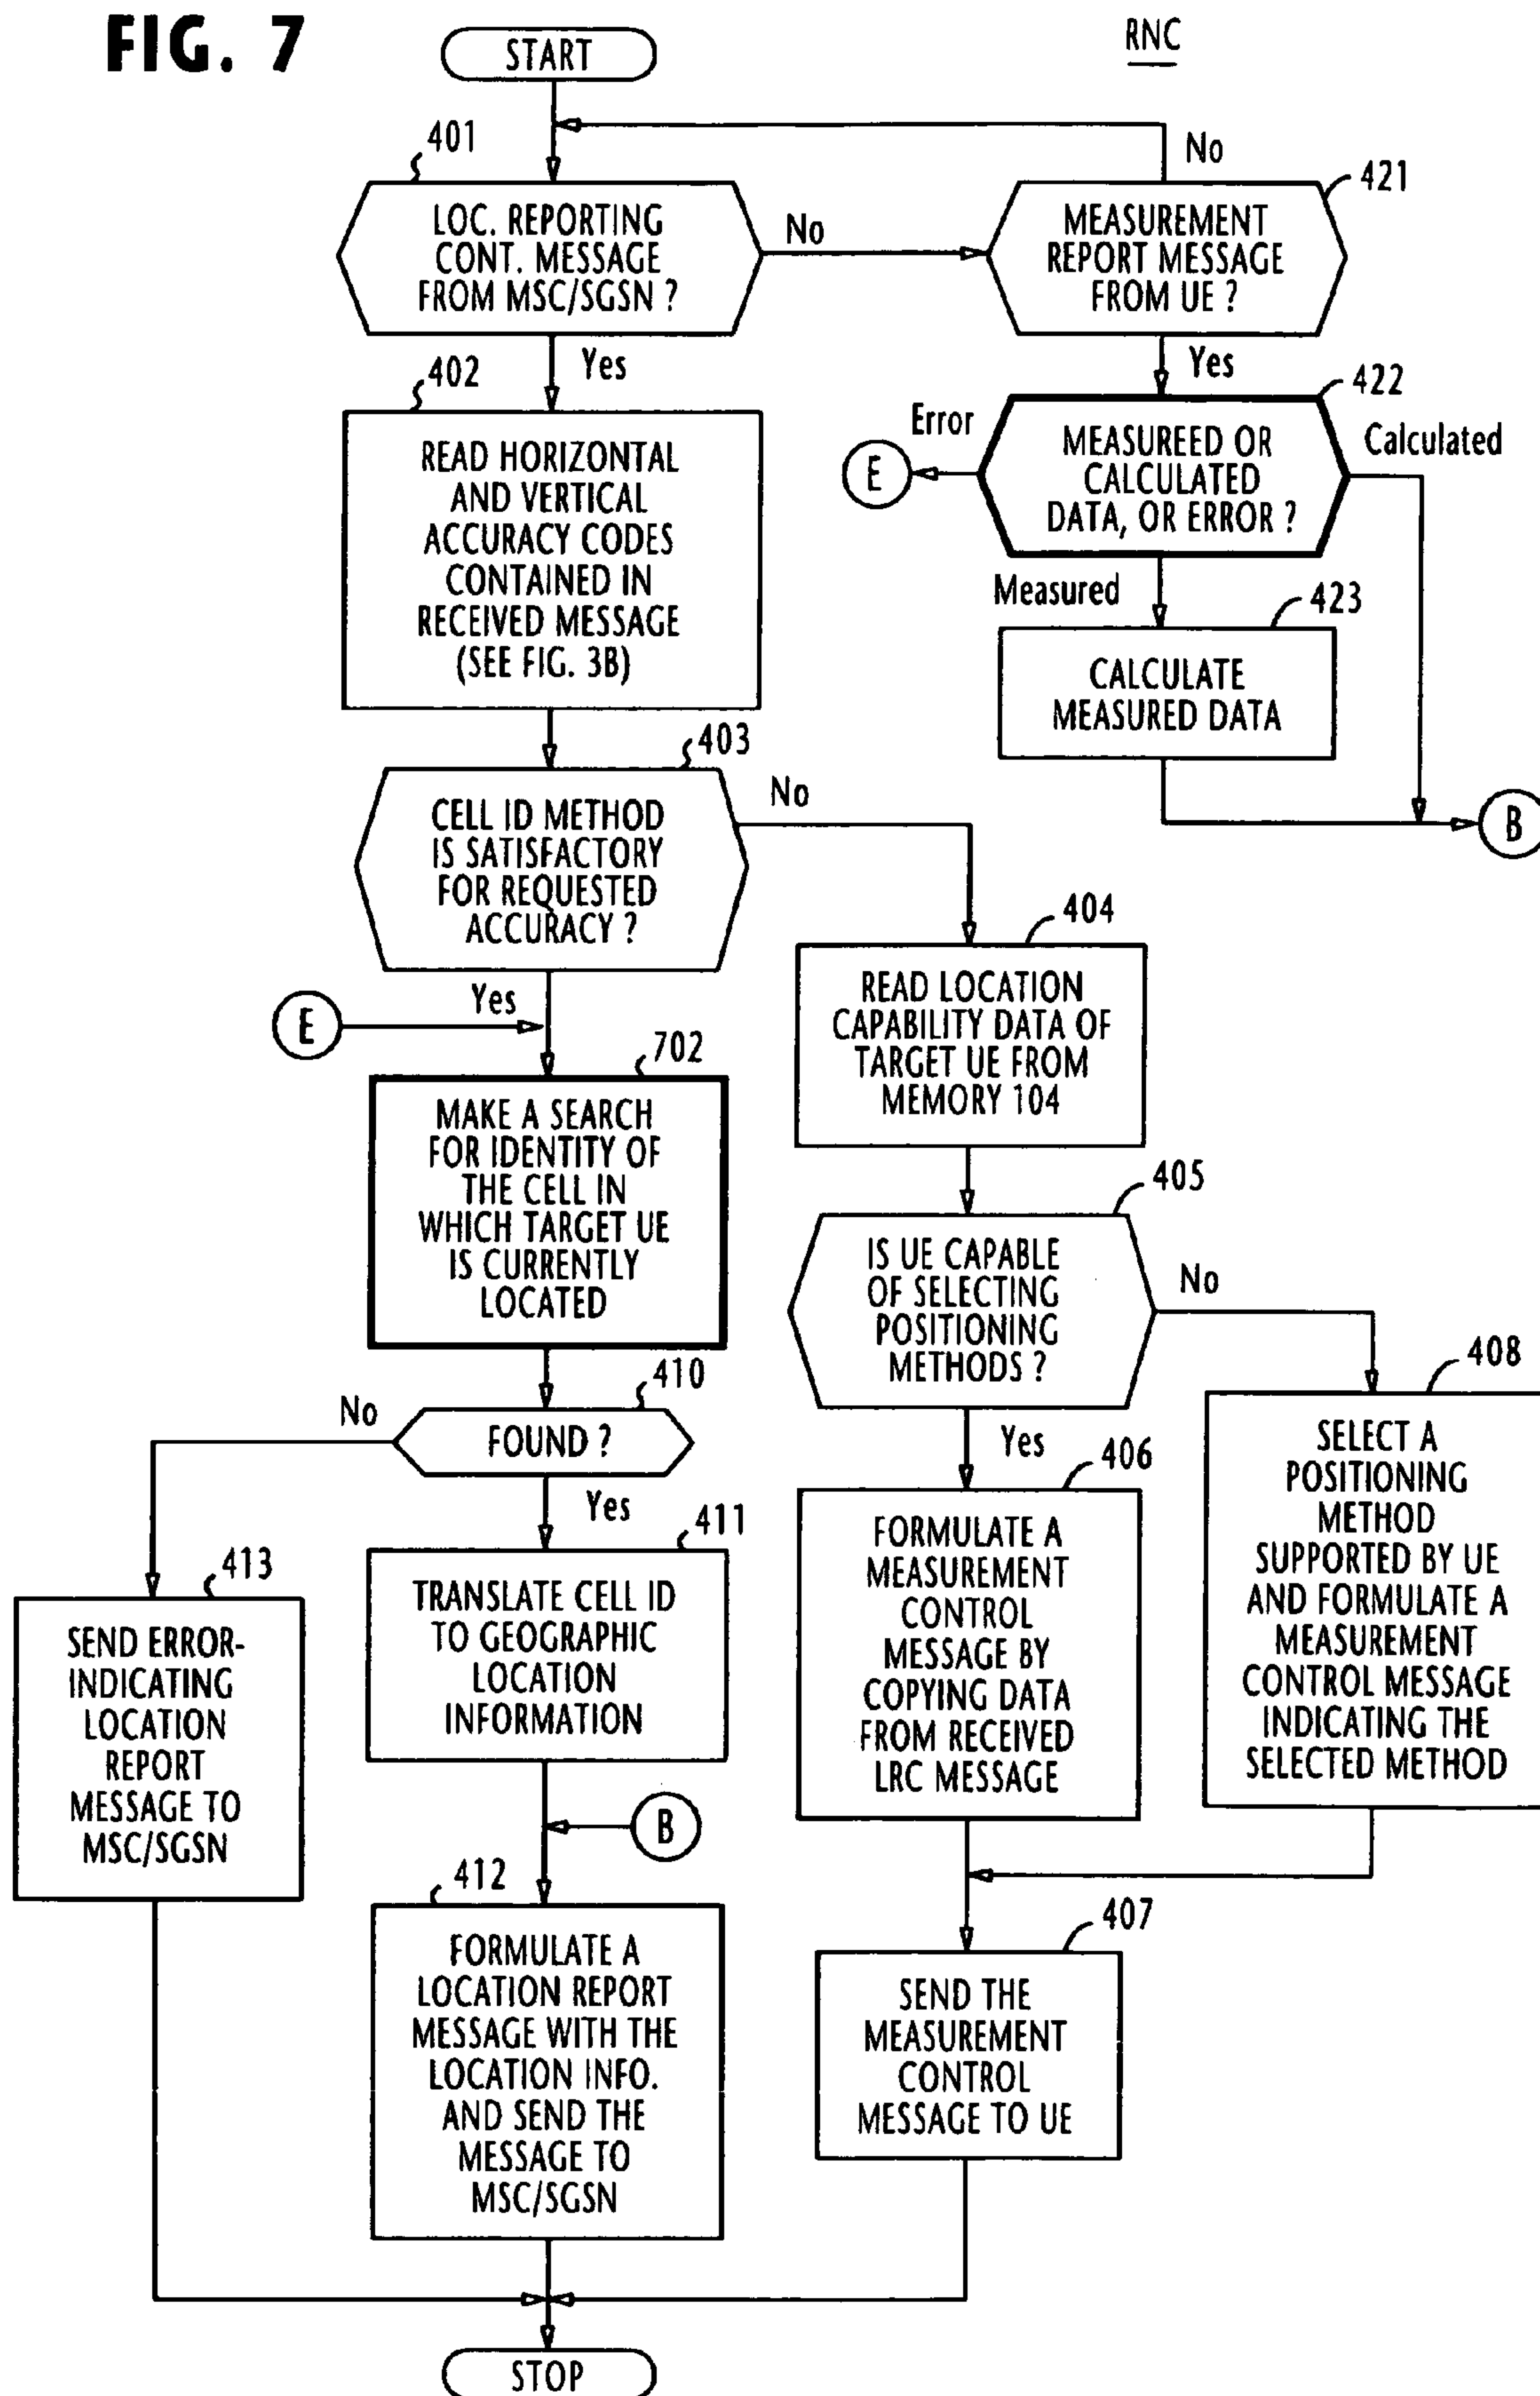 FIG. 7
START
RNC
401
No
421
LOC. REPORTING
CONT. MESSAGE
FROM MSC/SGSN ?
No
MEASUREMENT
REPORT MESSAGE
FROM UE ?
Yes
Yes
402
422
READ HORIZONTAL
AND VERTICAL
ACCURACY CODES
CONTAINED IN
RECEIVED MESSAGE
(SEE FIG. 3B)
Error
E
MEASUREED OR
CALCULATED
DATA, OR ERROR ?
Calculated
Measured
423
CALCULATE
MEASURED DATA
B
403
CELL ID METHOD
IS SATISFACTORY
FOR REQUESTED
ACCURACY ?
No
Yes
E
404
READ LOCATION
CAPABILITY DATA OF
TARGET UE FROM
MEMORY 104
702
MAKE A SEARCH
FOR IDENTITY OF
THE CELL IN
WHICH TARGET UE
IS CURRENTLY
LOCATED
405
IS UE CAPABLE
OF SELECTING
POSITIONING
METHODS ?
No
Yes
408
SELECT A
POSITIONING
METHOD
SUPPORTED BY UE
AND FORMULATE A
MEASUREMENT
CONTROL MESSAGE
INDICATING THE
SELECTED METHOD
410
FOUND ?
No
Yes
406
FORMULATE A
MEASUREMENT
CONTROL
MESSAGE BY
COPYING DATA
FROM RECEIVED
LRC MESSAGE
411
TRANSLATE CELL ID
TO GEOGRAPHIC
LOCATION
INFORMATION
413
SEND ERROR-
INDICATING
LOCATION
REPORT
MESSAGE TO
MSC/SGSN
B
412
FORMULATE A
LOCATION REPORT
MESSAGE WITH THE
LOCATION INFO.
AND SEND THE
MESSAGE TO
MSC/SGSN
407
SEND THE
MEASUREMENT
CONTROL
MESSAGE TO UE
STOP